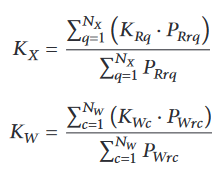 K_X = \frac{\sum_{q=1}^{N_X} (K_{Rq} \cdot P_{Rrq})}{\sum_{q=1}^{N_X} P_{Rrq}}
K_W = \frac{\sum_{c=1}^{N_W} (K_{Wc} \cdot P_{Wrc})}{\sum_{c=1}^{N_W} P_{Wrc}}